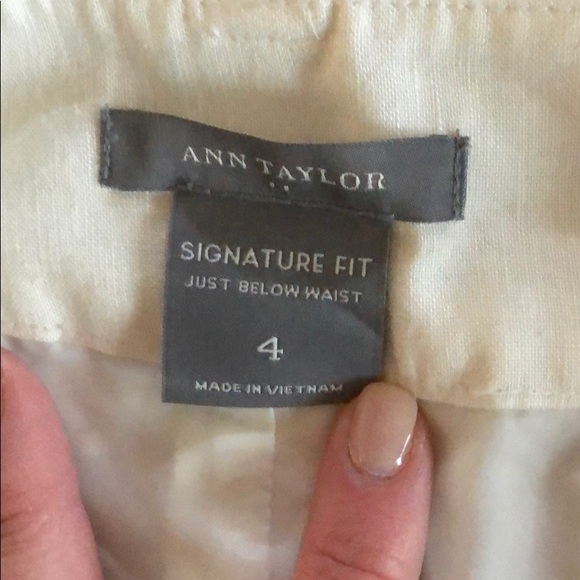 ANN TAYLOR
SIGNATURE FIT
JUST BELOW WAIST
4
MADE IN VIETNAM